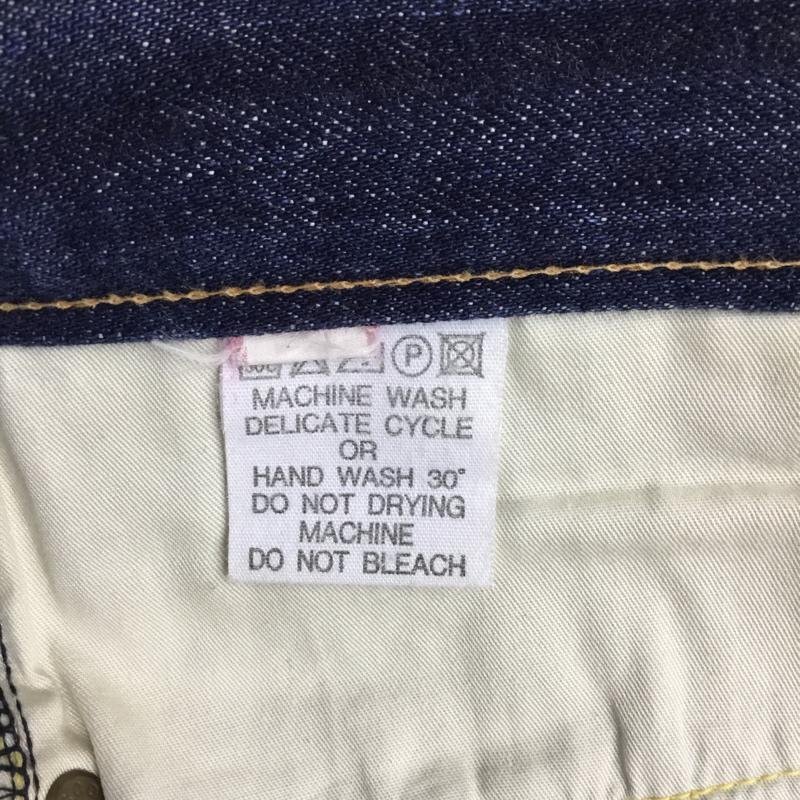 P
MACHINE WASH
DELICATE CYCLE
OR
HAND WASH 30°
DO NOT DRYING
MACHINE
DO NOT BLEACH